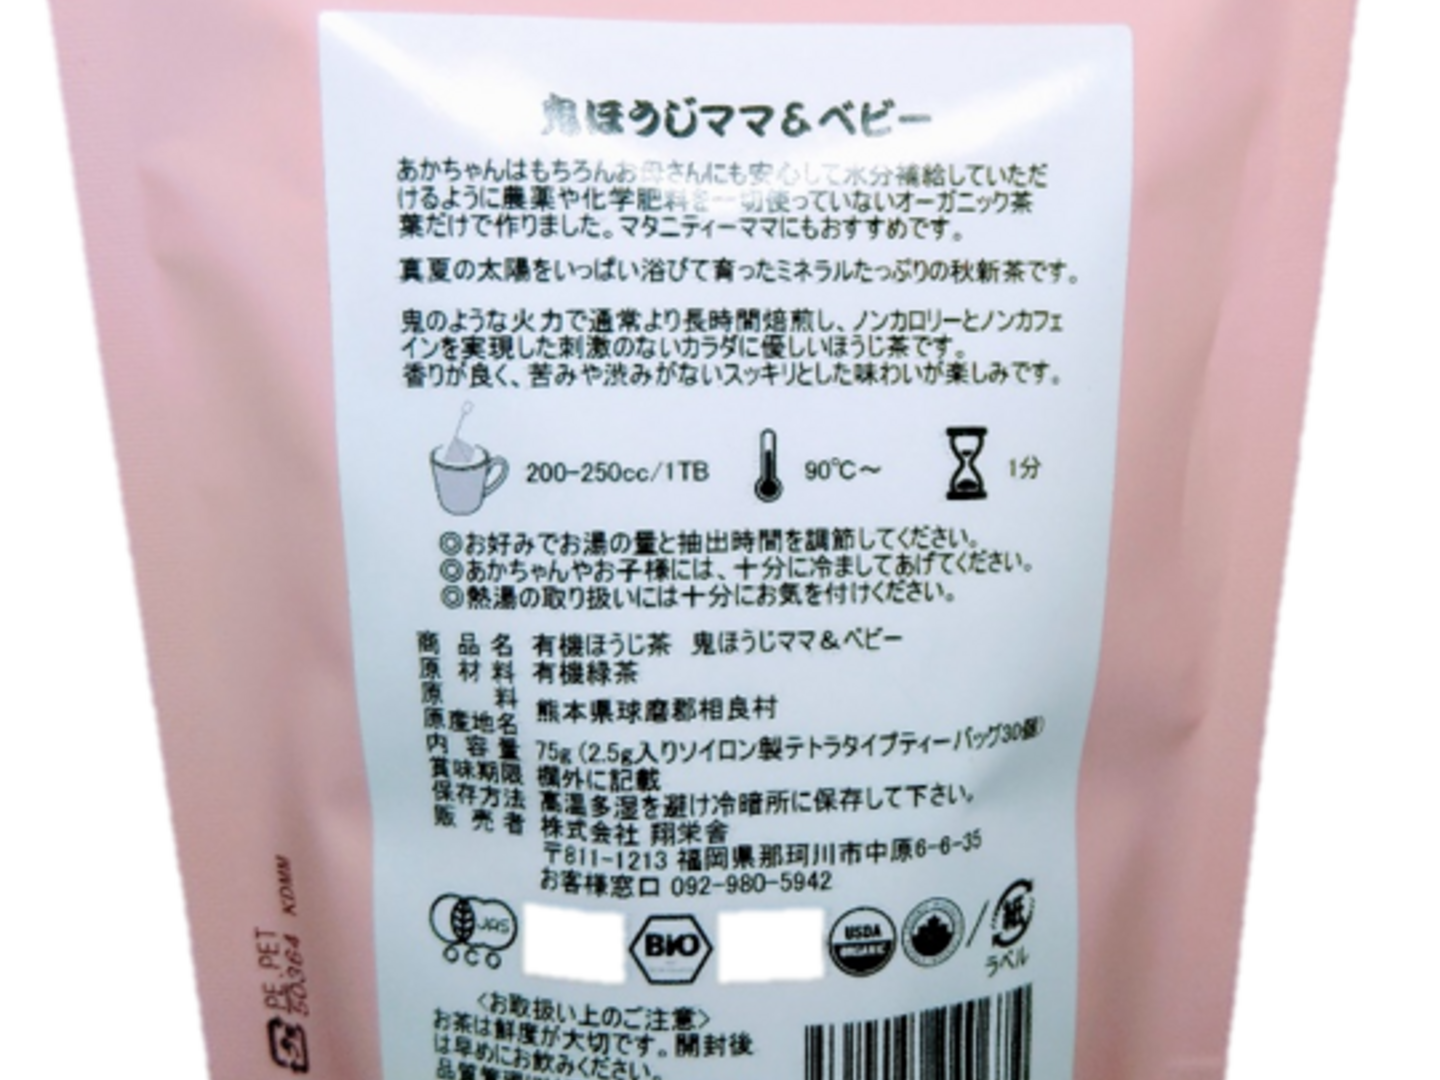 鬼ほうじママ&ベビー
あかちゃんはもちろんお母さんにも安心して水分補給していただ
けるように農薬や化学肥料を一切使っていないオーガニック茶
葉だけで作りました。マタニティーママにもおすすめです。
真夏の太陽をいっぱい浴びて育ったミネラルたっぷりの秋新茶です。
鬼のような火力で通常より長時間焙煎し、ノンカロリーとノンカフェ
インを実現した刺激のないカラダに優しいほうじ茶です。
香りが良く、苦みや渋みがないスッキリとした味わいが楽しみです。
200-250cc/1TB 90℃～ 1分
◎お好みでお湯の量と抽出時間を調節してください。
◎あかちゃんやお子様には、十分に冷ましてあげてください。
◎熱湯の取り扱いには十分にお気を付けください。
商品名 有機ほうじ茶 鬼ほうじママ&ベビー
原材料 有機緑茶
原料
原産地名 熊本県球磨郡相良村
内容量 75g(2.5g入りソイロン製テトラタイプティーバッグ30個)
賞味期限 欄外に記載
保存方法 高温多湿を避け冷暗所に保存して下さい。
販売者 株式会社 翔栄舎
〒811-1213 福岡県那珂川市中原6-6-35
お客様窓口 092-980-5942
JAS
OCO
BIO
USDA
ORGANIC
/
紙
ラベル
<お取扱い上のご注意>
お茶は鮮度が大切です。開封後
は早めにお飲みください。
PE,PET
50364 KDMM